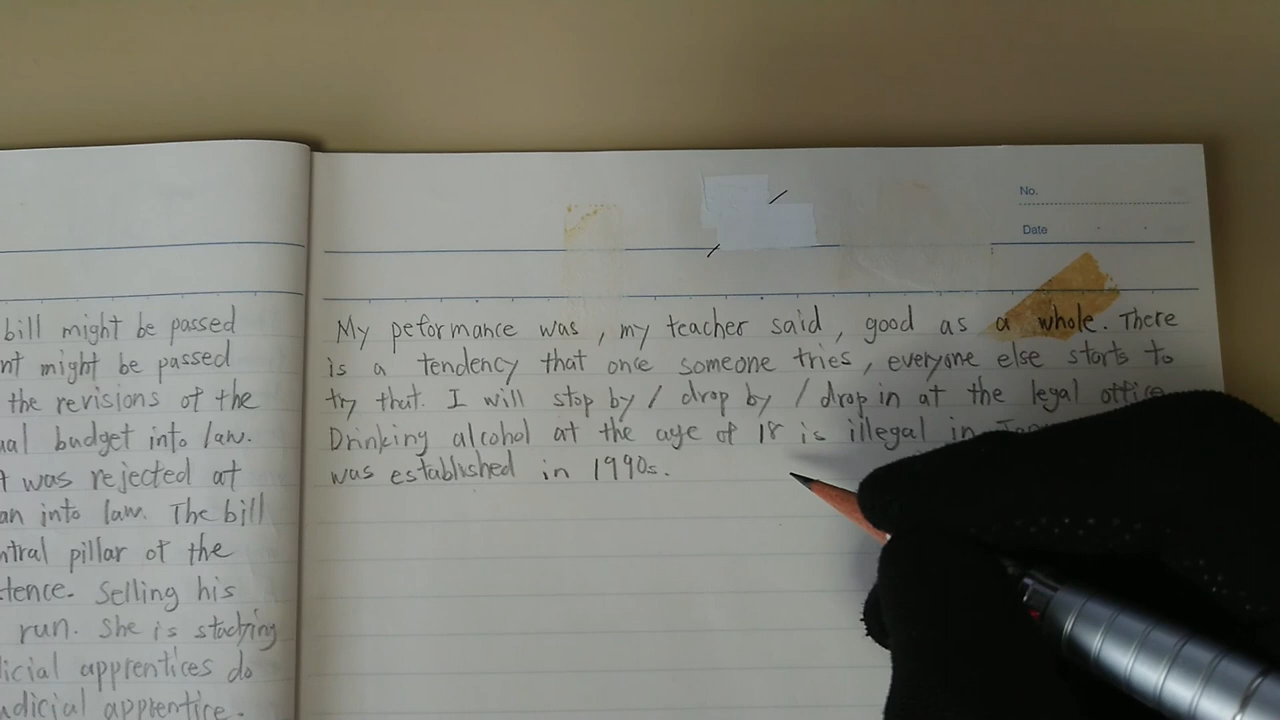 No.
Date
bill might be passed
nt might be passed
the revisions of the
ual budget into law.
was rejected at
an into law. The bill
ntral pillar of the
tence. Selling his
run. She is studying
dicial apprentices do
udicial apprentice.
My peformance was, my teacher said, good as a whole. There
is a tendency that once someone tries, everyone else starts to
try that. I will stop by / drop by / drop in at the legal office
Drinking alcohol at the age of 18 is illegal in
was established in 1990s.